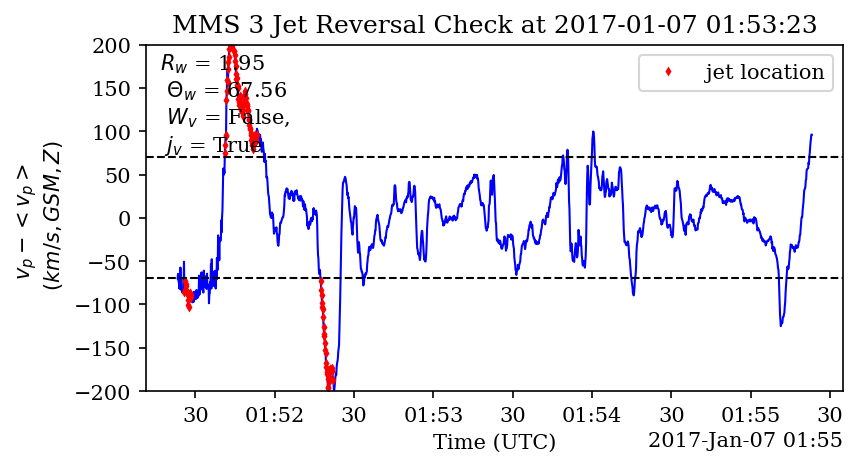 MMS 3 Jet Reversal Check at 2017-01-07 01:53:23
R_w = 1.95
Θ_w = 67.56
W_v = False,
j_v = True
jet location
v_p − < v_p >
(km/s, GSM, Z)
200
150
100
50
0
−50
−100
−150
−200
30 01:52 30 01:53 30 01:54 30 01:55 30
Time (UTC)
2017-Jan-07 01:55